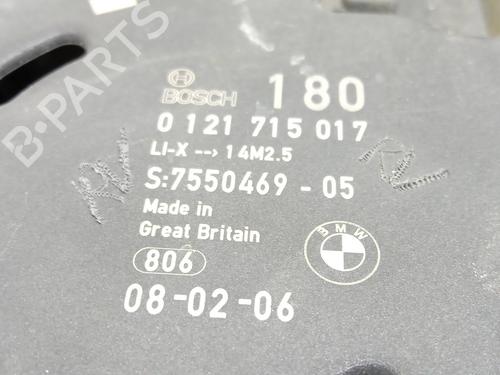 BOSCH 180
0 121 715 017
LI-X --> 14M2.5
S:7550469 - 05
Made in
Great Britain
BMW
806
08-02-06
B-PARTS